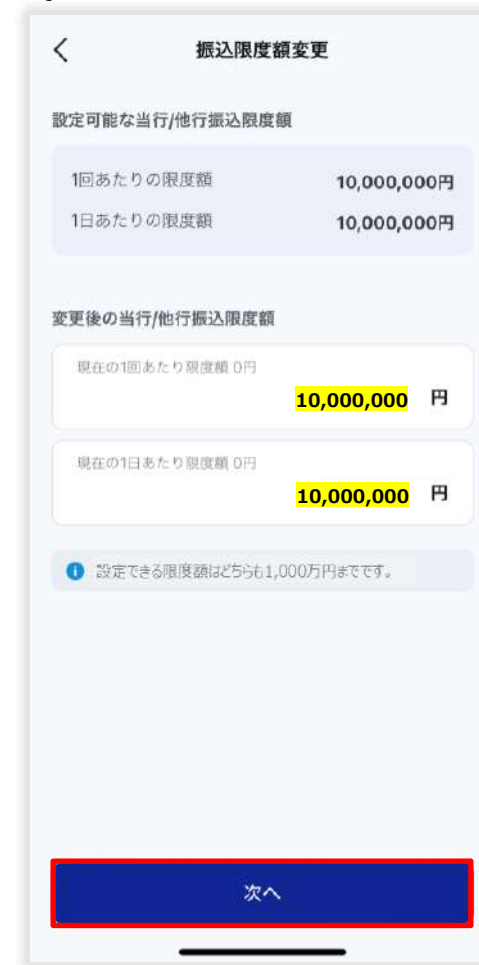 振込限度額変更
設定可能な当行/他行振込限度額
1回あたりの限度額 10,000,000円
1日あたりの限度額 10,000,000円
変更後の当行/他行振込限度額
現在の1回あたり限度額 0円
10,000,000 円
現在の1日あたり限度額 0円
10,000,000 円
設定できる限度額はどちらも1,000万円までです。
次へ